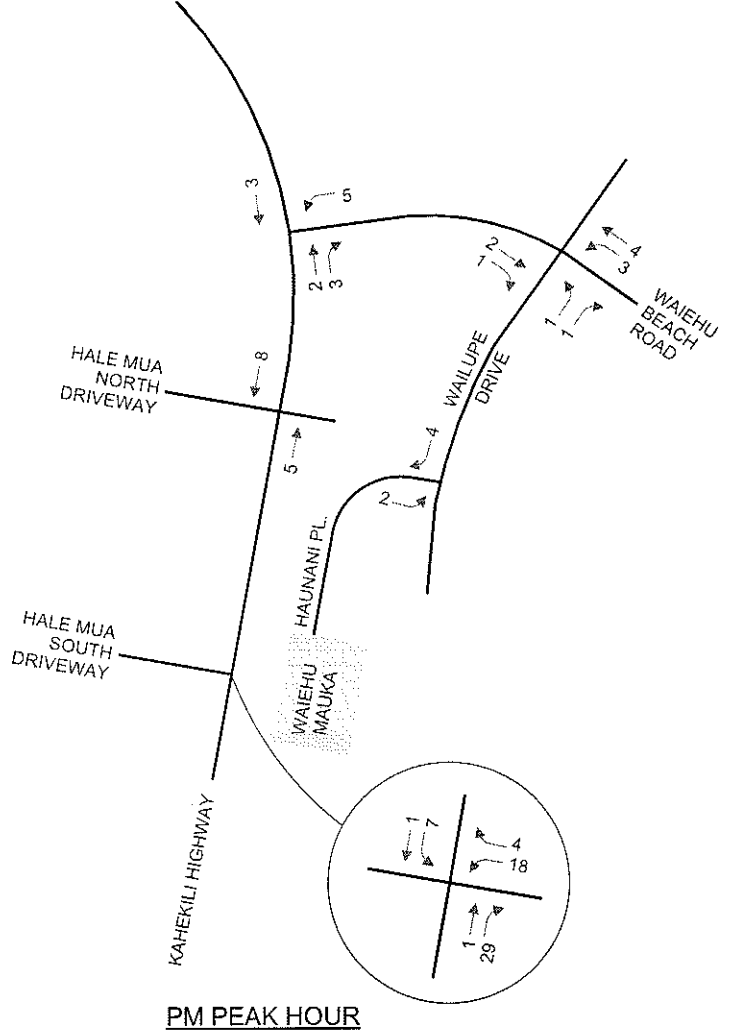 3
5
2
3
HALE MUA
NORTH
DRIVEWAY
8
5
2
1
4
3
1
1
WAIEHU
BEACH
ROAD
WAILUPE
DRIVE
4
2
HAUNANI PL.
HALE MUA
SOUTH
DRIVEWAY
WAIEHU
MAUKA
KAHEKILI HIGHWAY
1
7
4
18
1
29
PM PEAK HOUR